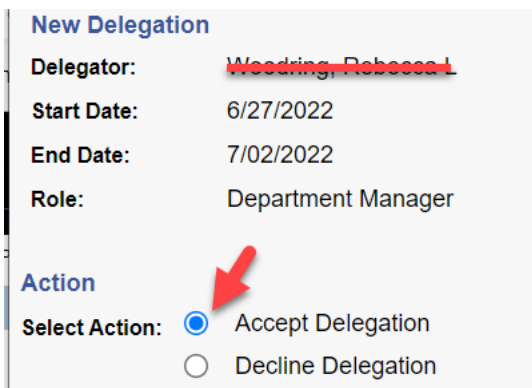 New Delegation
Delegator:
Start Date: 6/27/2022
End Date: 7/02/2022
Role: Department Manager
Action
Select Action: Accept Delegation
Decline Delegation